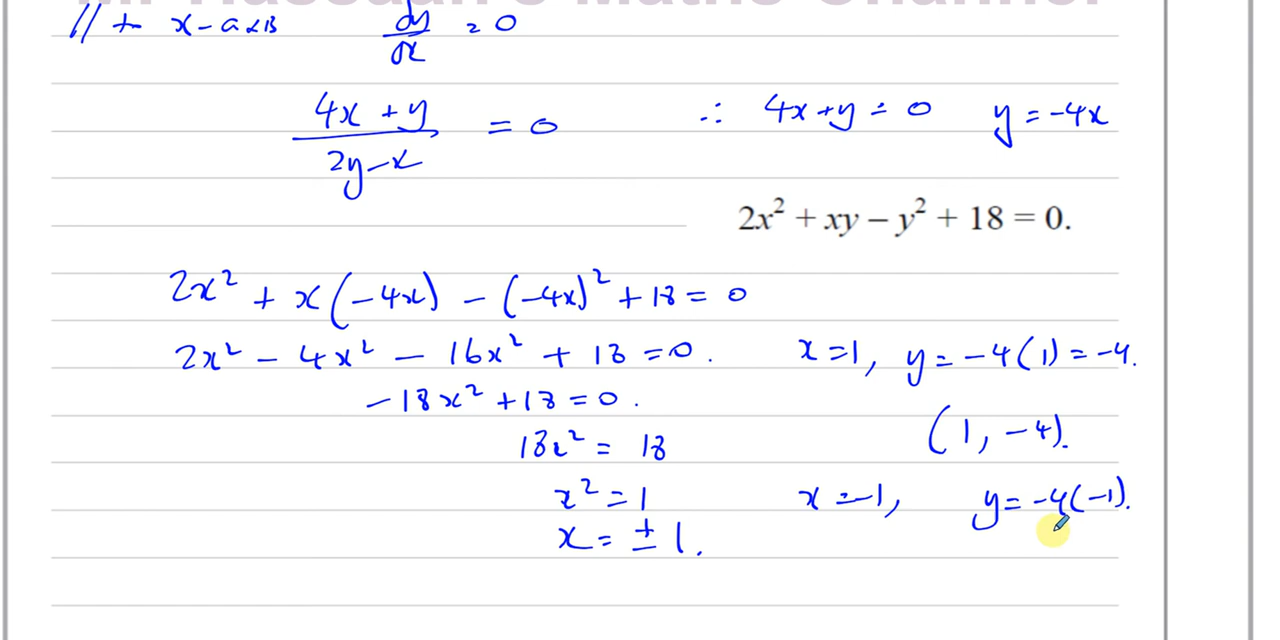 // to x-axis dy/dx = 0
(4x + y)/(2y - x) = 0 ∴ 4x + y = 0 y = -4x
2x² + xy − y² + 18 = 0.
2x² + x(-4x) - (-4x)² + 18 = 0
2x² - 4x² - 16x² + 18 = 0. x = 1, y = -4(1) = -4.
-18x² + 18 = 0.
(1, -4).
18x² = 18
x² = 1 x = -1, y = -4(-1).
x = ± 1.